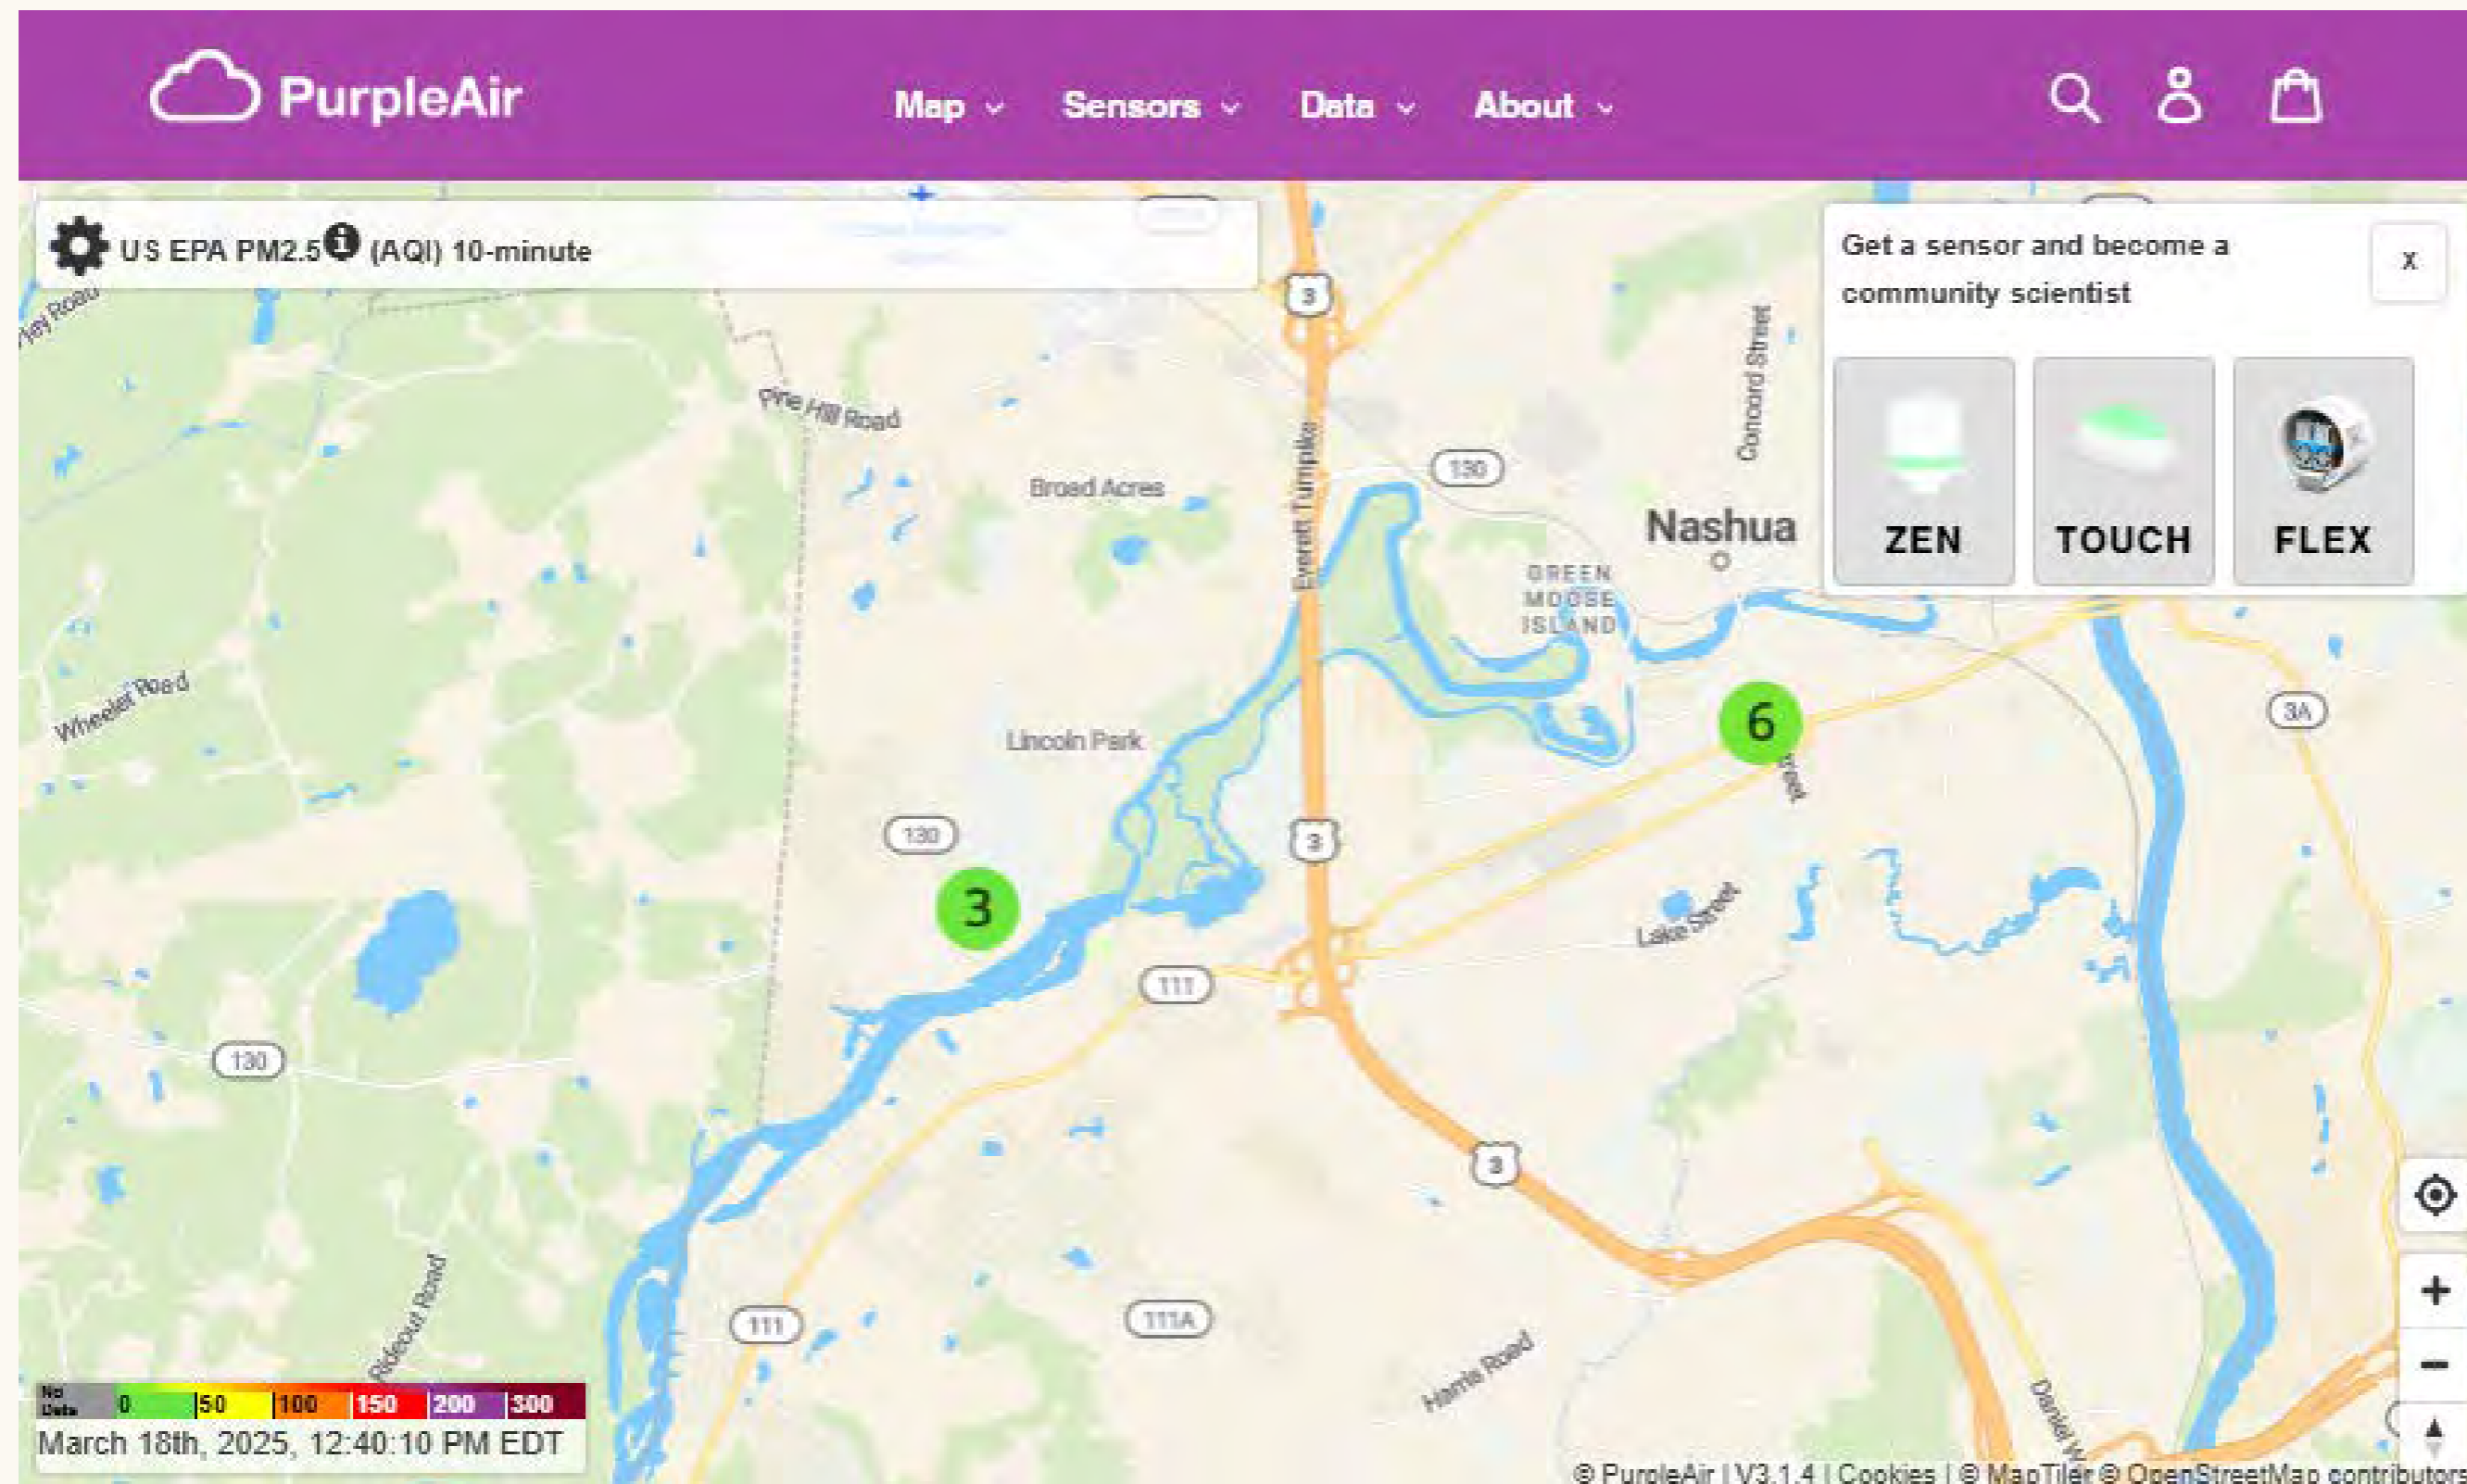 PurpleAir
Map
Sensors
Data
About
US EPA PM2.5 (AQI) 10-minute
Get a sensor and become a
community scientist
X
ZEN
TOUCH
FLEX
3
Concord Street
Pine Hill Road
130
Broad Acres
Everett Turnpike
Nashua
GREEN
MOOSE
ISLAND
Wheeler Road
3A
6
Lincoln Park
130
3
3
Lake Street
111
130
3
Rideout Road
111
111A
Harris Road
No
Data
0
50
100
150
200
300
March 18th, 2025, 12:40:10 PM EDT
© PurpleAir | V3.1.4 | Cookies | © MapTiler © OpenStreetMap contributors